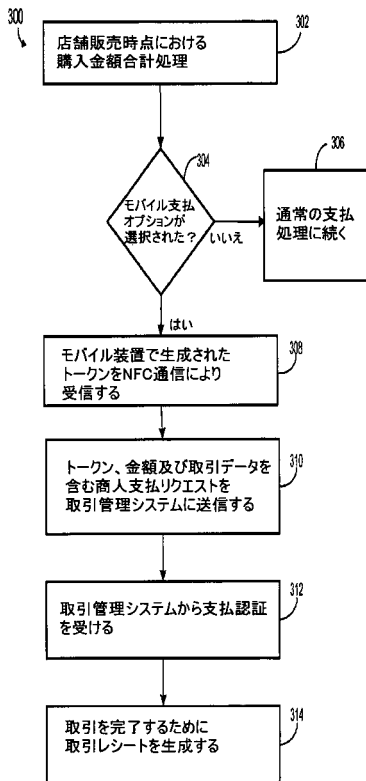 300
302
店舗販売時点における
購入金額合計処理
304
モバイル支払
オプションが
選択された？
いいえ
306
通常の支払
処理に続く
はい
308
モバイル装置で生成された
トークンをNFC通信により
受信する
310
トークン、金額及び取引データを
含む商人支払リクエストを
取引管理システムに送信する
312
取引管理システムから支払認証
を受ける
314
取引を完了するために
取引レシートを生成する